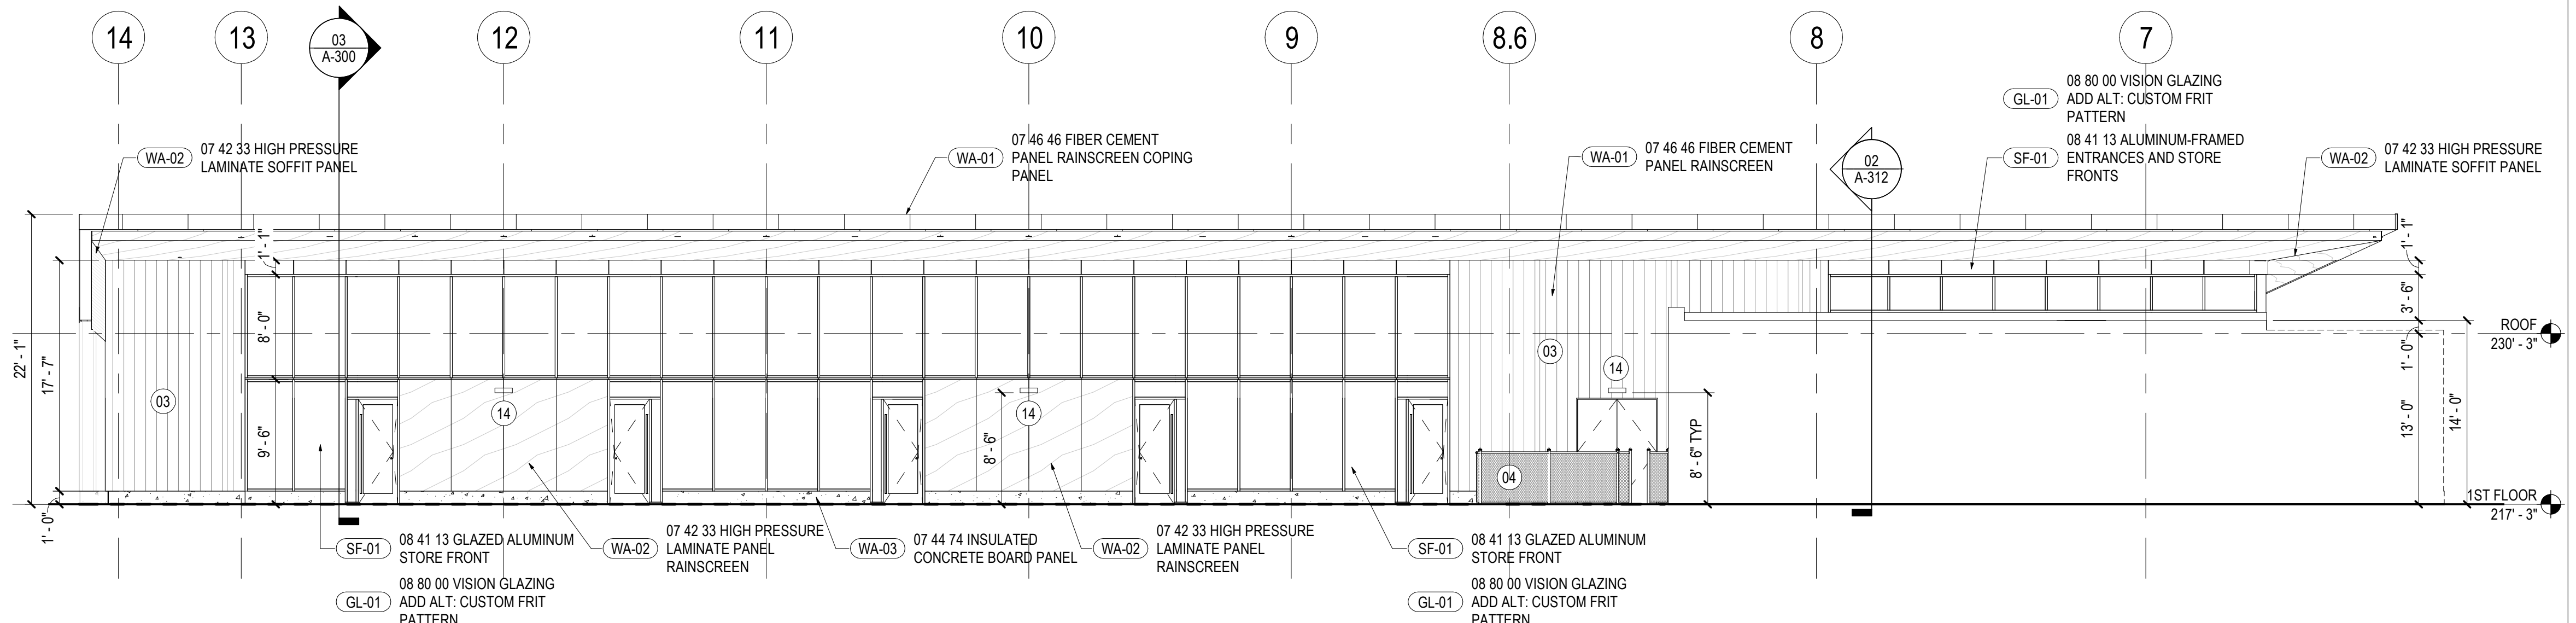 14
13
03
A-300
12
11
10
9
8.6
8
7
GL-01
08 80 00 VISION GLAZING
ADD ALT: CUSTOM FRIT
PATTERN
WA-02
07 42 33 HIGH PRESSURE
LAMINATE SOFFIT PANEL
WA-01
07 46 46 FIBER CEMENT
PANEL RAINSCREEN COPING
PANEL
WA-01
07 46 46 FIBER CEMENT
PANEL RAINSCREEN
02
A-312
SF-01
08 41 13 ALUMINUM-FRAMED
ENTRANCES AND STORE
FRONTS
WA-02
07 42 33 HIGH PRESSURE
LAMINATE SOFFIT PANEL
22' - 1"
17' - 7"
1' - 0"
1' - 1"
8' - 0"
9' - 6"
03
14
8' - 6"
14
03
14
04
8' - 6" TYP
1' - 1"
3' - 6"
1' - 0"
13' - 0"
14' - 0"
ROOF
230' - 3"
1ST FLOOR
217' - 3"
SF-01
08 41 13 GLAZED ALUMINUM
STORE FRONT
GL-01
08 80 00 VISION GLAZING
ADD ALT: CUSTOM FRIT
PATTERN
WA-02
07 42 33 HIGH PRESSURE
LAMINATE PANEL
RAINSCREEN
WA-03
07 44 74 INSULATED
CONCRETE BOARD PANEL
WA-02
07 42 33 HIGH PRESSURE
LAMINATE PANEL
RAINSCREEN
SF-01
08 41 13 GLAZED ALUMINUM
STORE FRONT
GL-01
08 80 00 VISION GLAZING
ADD ALT: CUSTOM FRIT
PATTERN